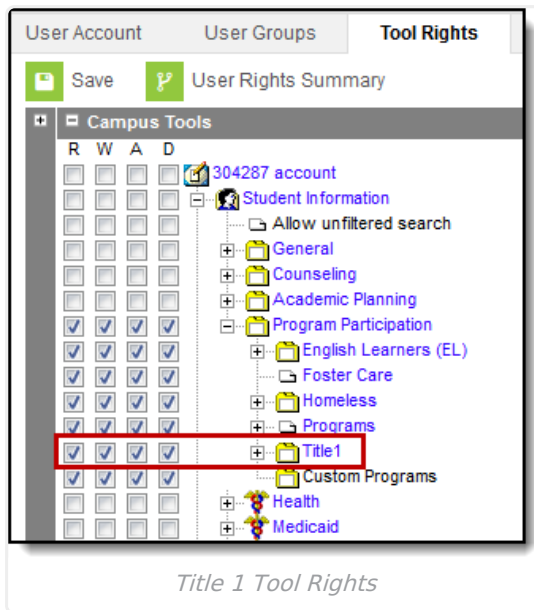 User Account User Groups Tool Rights
Save User Rights Summary
Campus Tools
R W A D
304287 account
Student Information
Allow unfiltered search
General
Counseling
Academic Planning
Program Participation
English Learners (EL)
Foster Care
Homeless
Programs
Title1
Custom Programs
Health
Medicaid
Title 1 Tool Rights